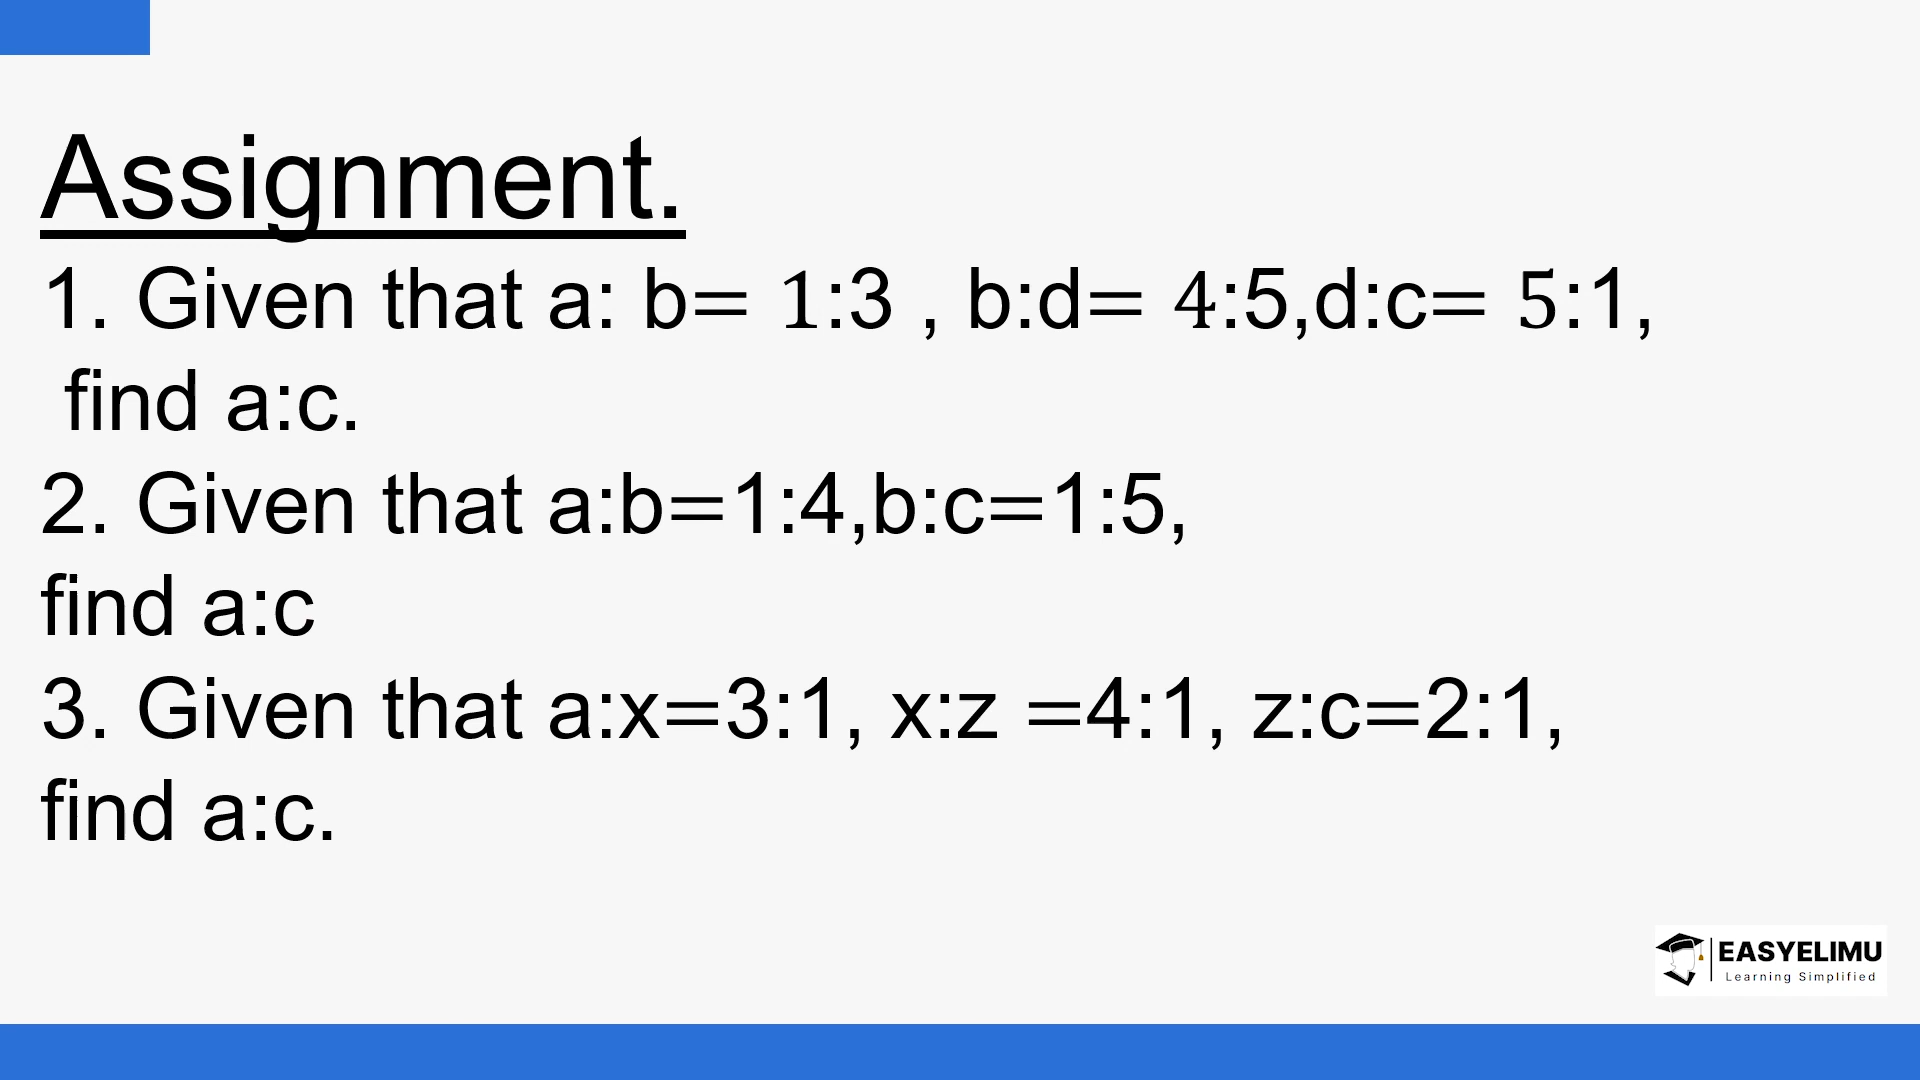 Assignment.
1. Given that a: b= 1:3 , b:d= 4:5,d:c= 5:1,
find a:c.
2. Given that a:b=1:4,b:c=1:5,
find a:c
3. Given that a:x=3:1, x:z =4:1, z:c=2:1,
find a:c.
EASYELIMU
Learning Simplified